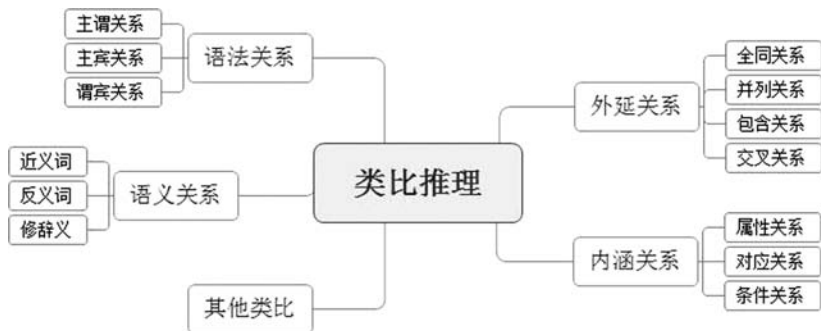 类比推理
语法关系
主谓关系
主宾关系
谓宾关系
语义关系
近义词
反义词
修辞义
其他类比
外延关系
全同关系
并列关系
包含关系
交叉关系
内涵关系
属性关系
对应关系
条件关系